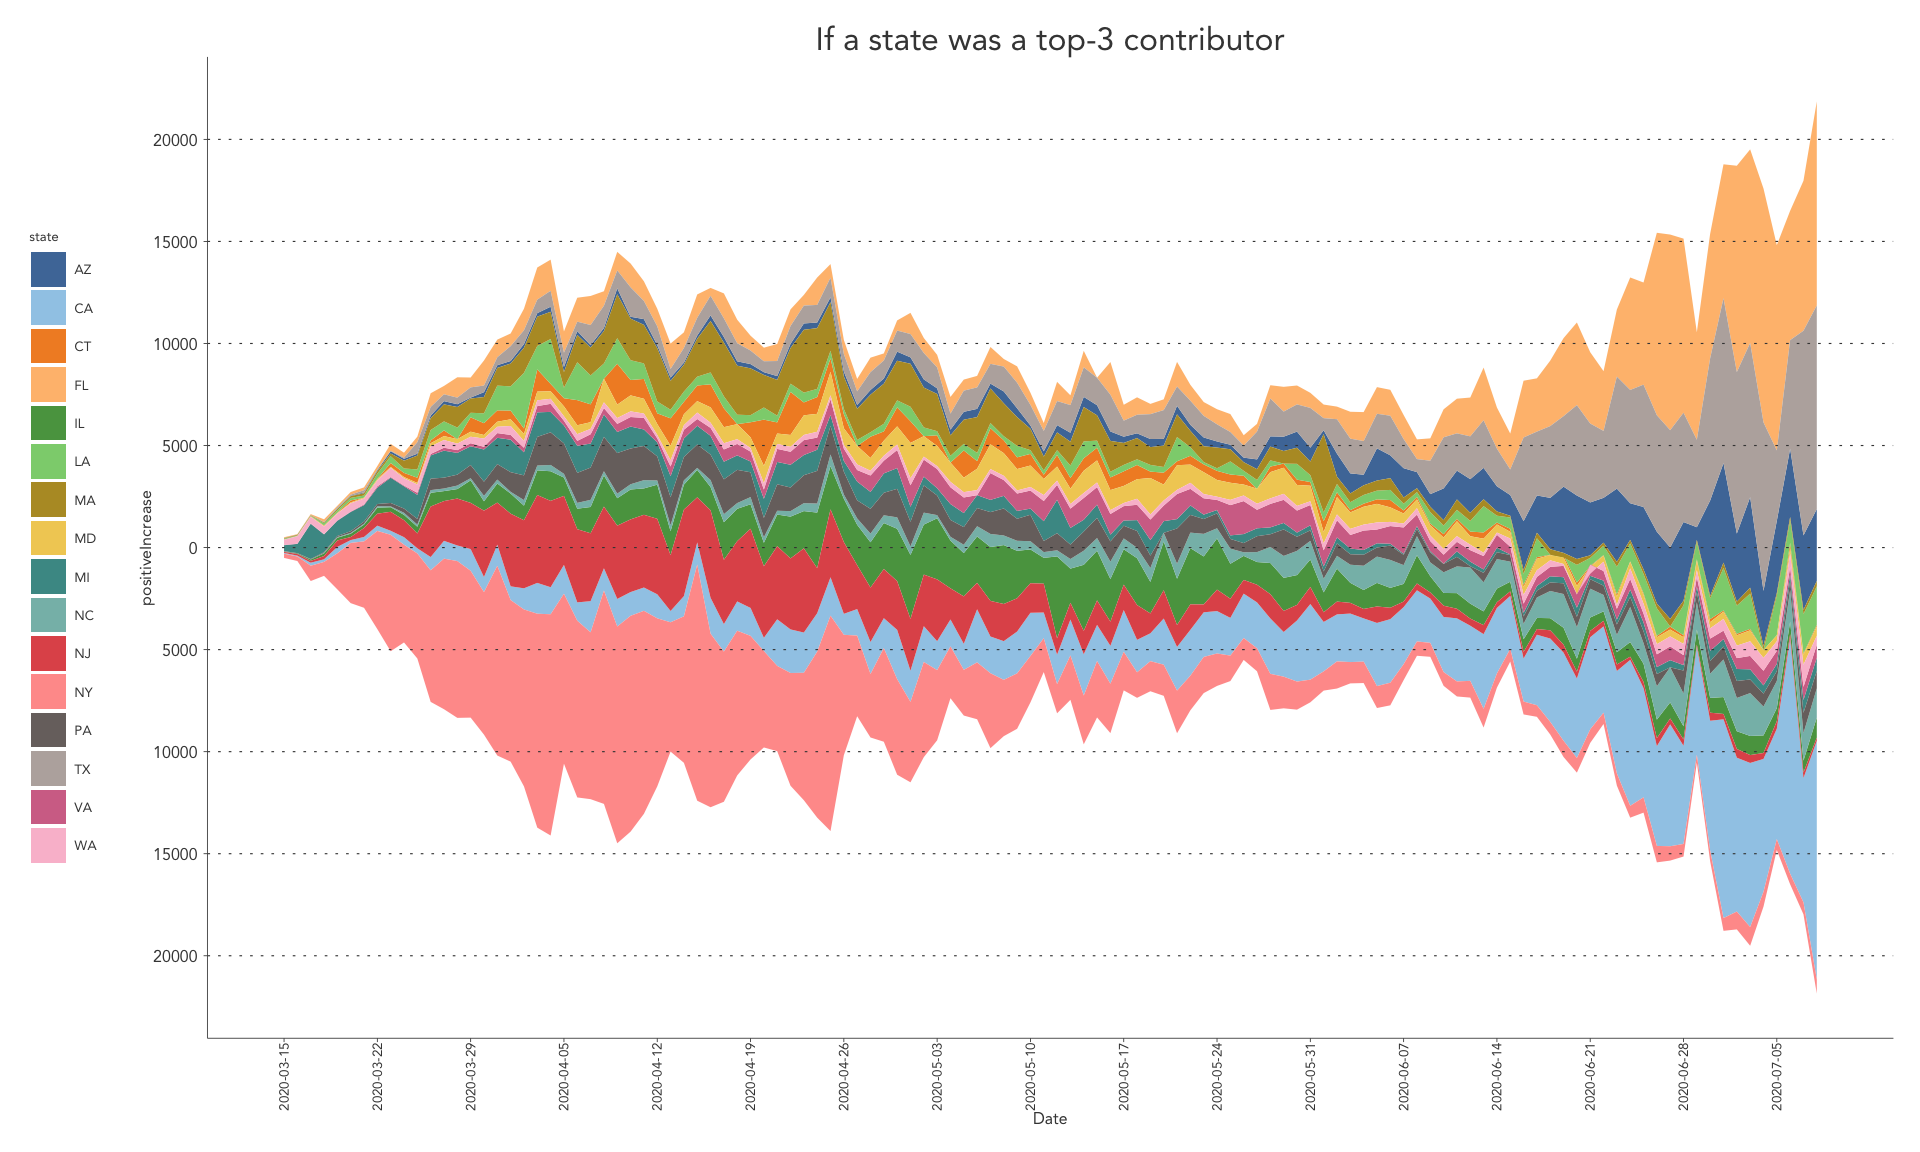 If a state was a top-3 contributor
state
AZ
CA
CT
FL
IL
LA
MA
MD
MI
NC
NJ
NY
PA
TX
VA
WA
positiveIncrease
20000
15000
10000
5000
0
5000
10000
15000
20000
2020-03-15
2020-03-22
2020-03-29
2020-04-05
2020-04-12
2020-04-19
2020-04-26
2020-05-03
2020-05-10
2020-05-17
2020-05-24
2020-05-31
2020-06-07
2020-06-14
2020-06-21
2020-06-28
2020-07-05
Date